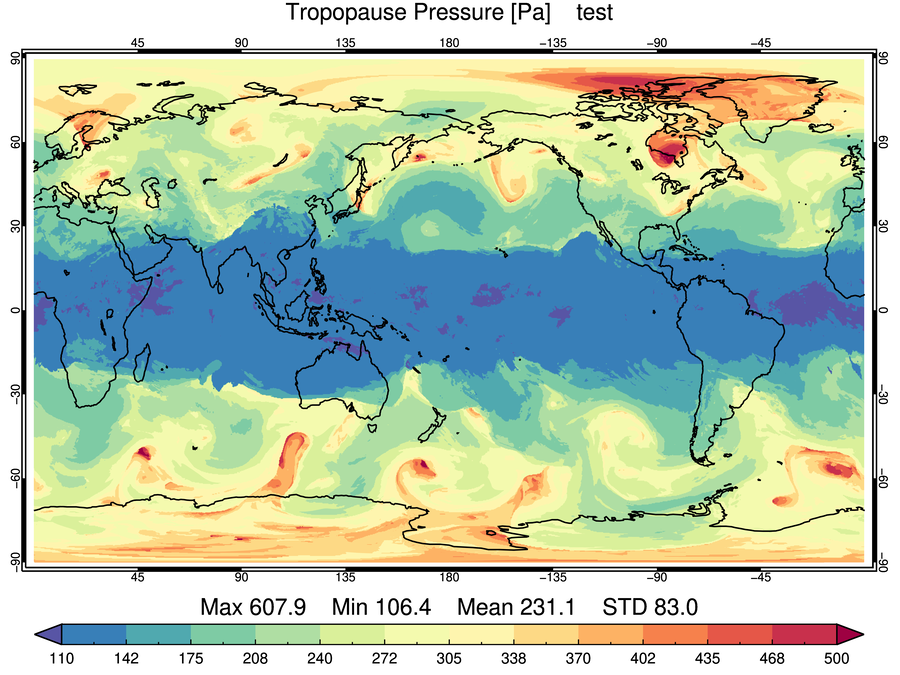 Tropopause Pressure [Pa] test
45 90 135 180 −135 −90 −45
90 90
60 60
30 30
0 0
−30 −30
−60 −60
−90 −90
45 90 135 180 −135 −90 −45
Max 607.9 Min 106.4 Mean 231.1 STD 83.0
110 142 175 208 240 272 305 338 370 402 435 468 500